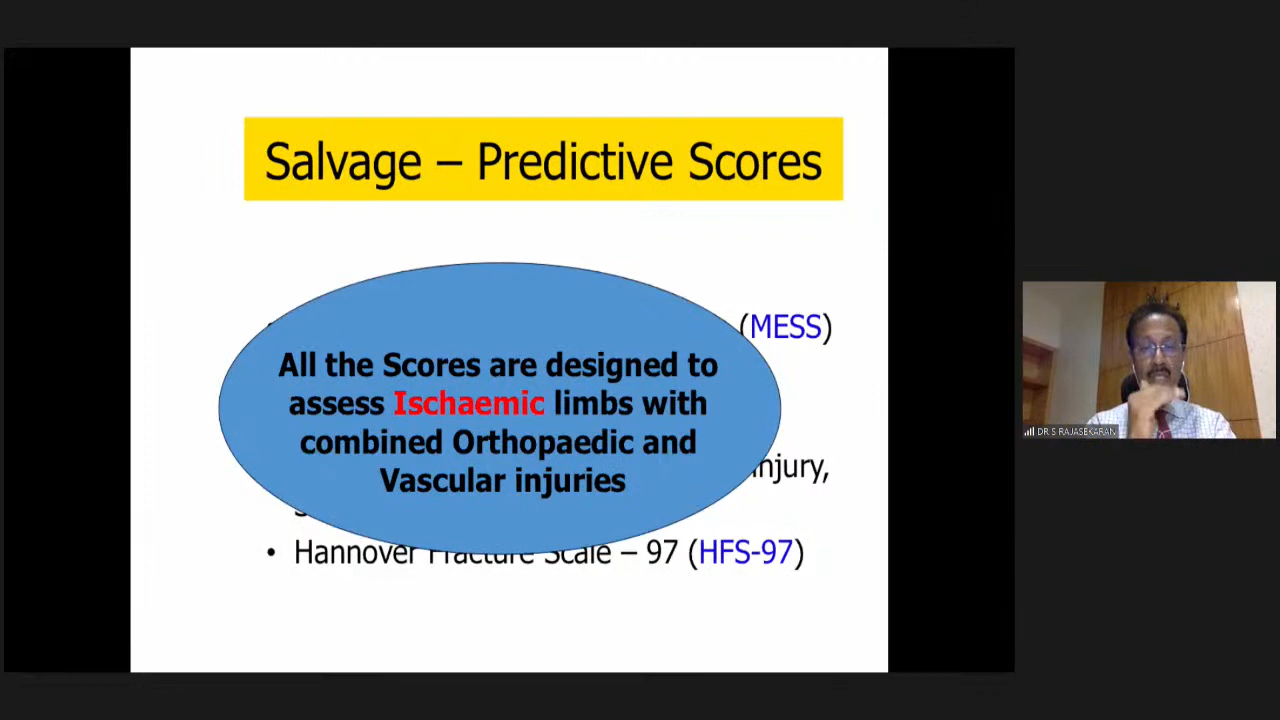 Salvage – Predictive Scores
(MESS)
All the Scores are designed to
assess Ischaemic limbs with
combined Orthopaedic and
Vascular injuries
injury,
• Hannover Fracture Scale – 97 (HFS-97)
DR S RAJASEKARAN